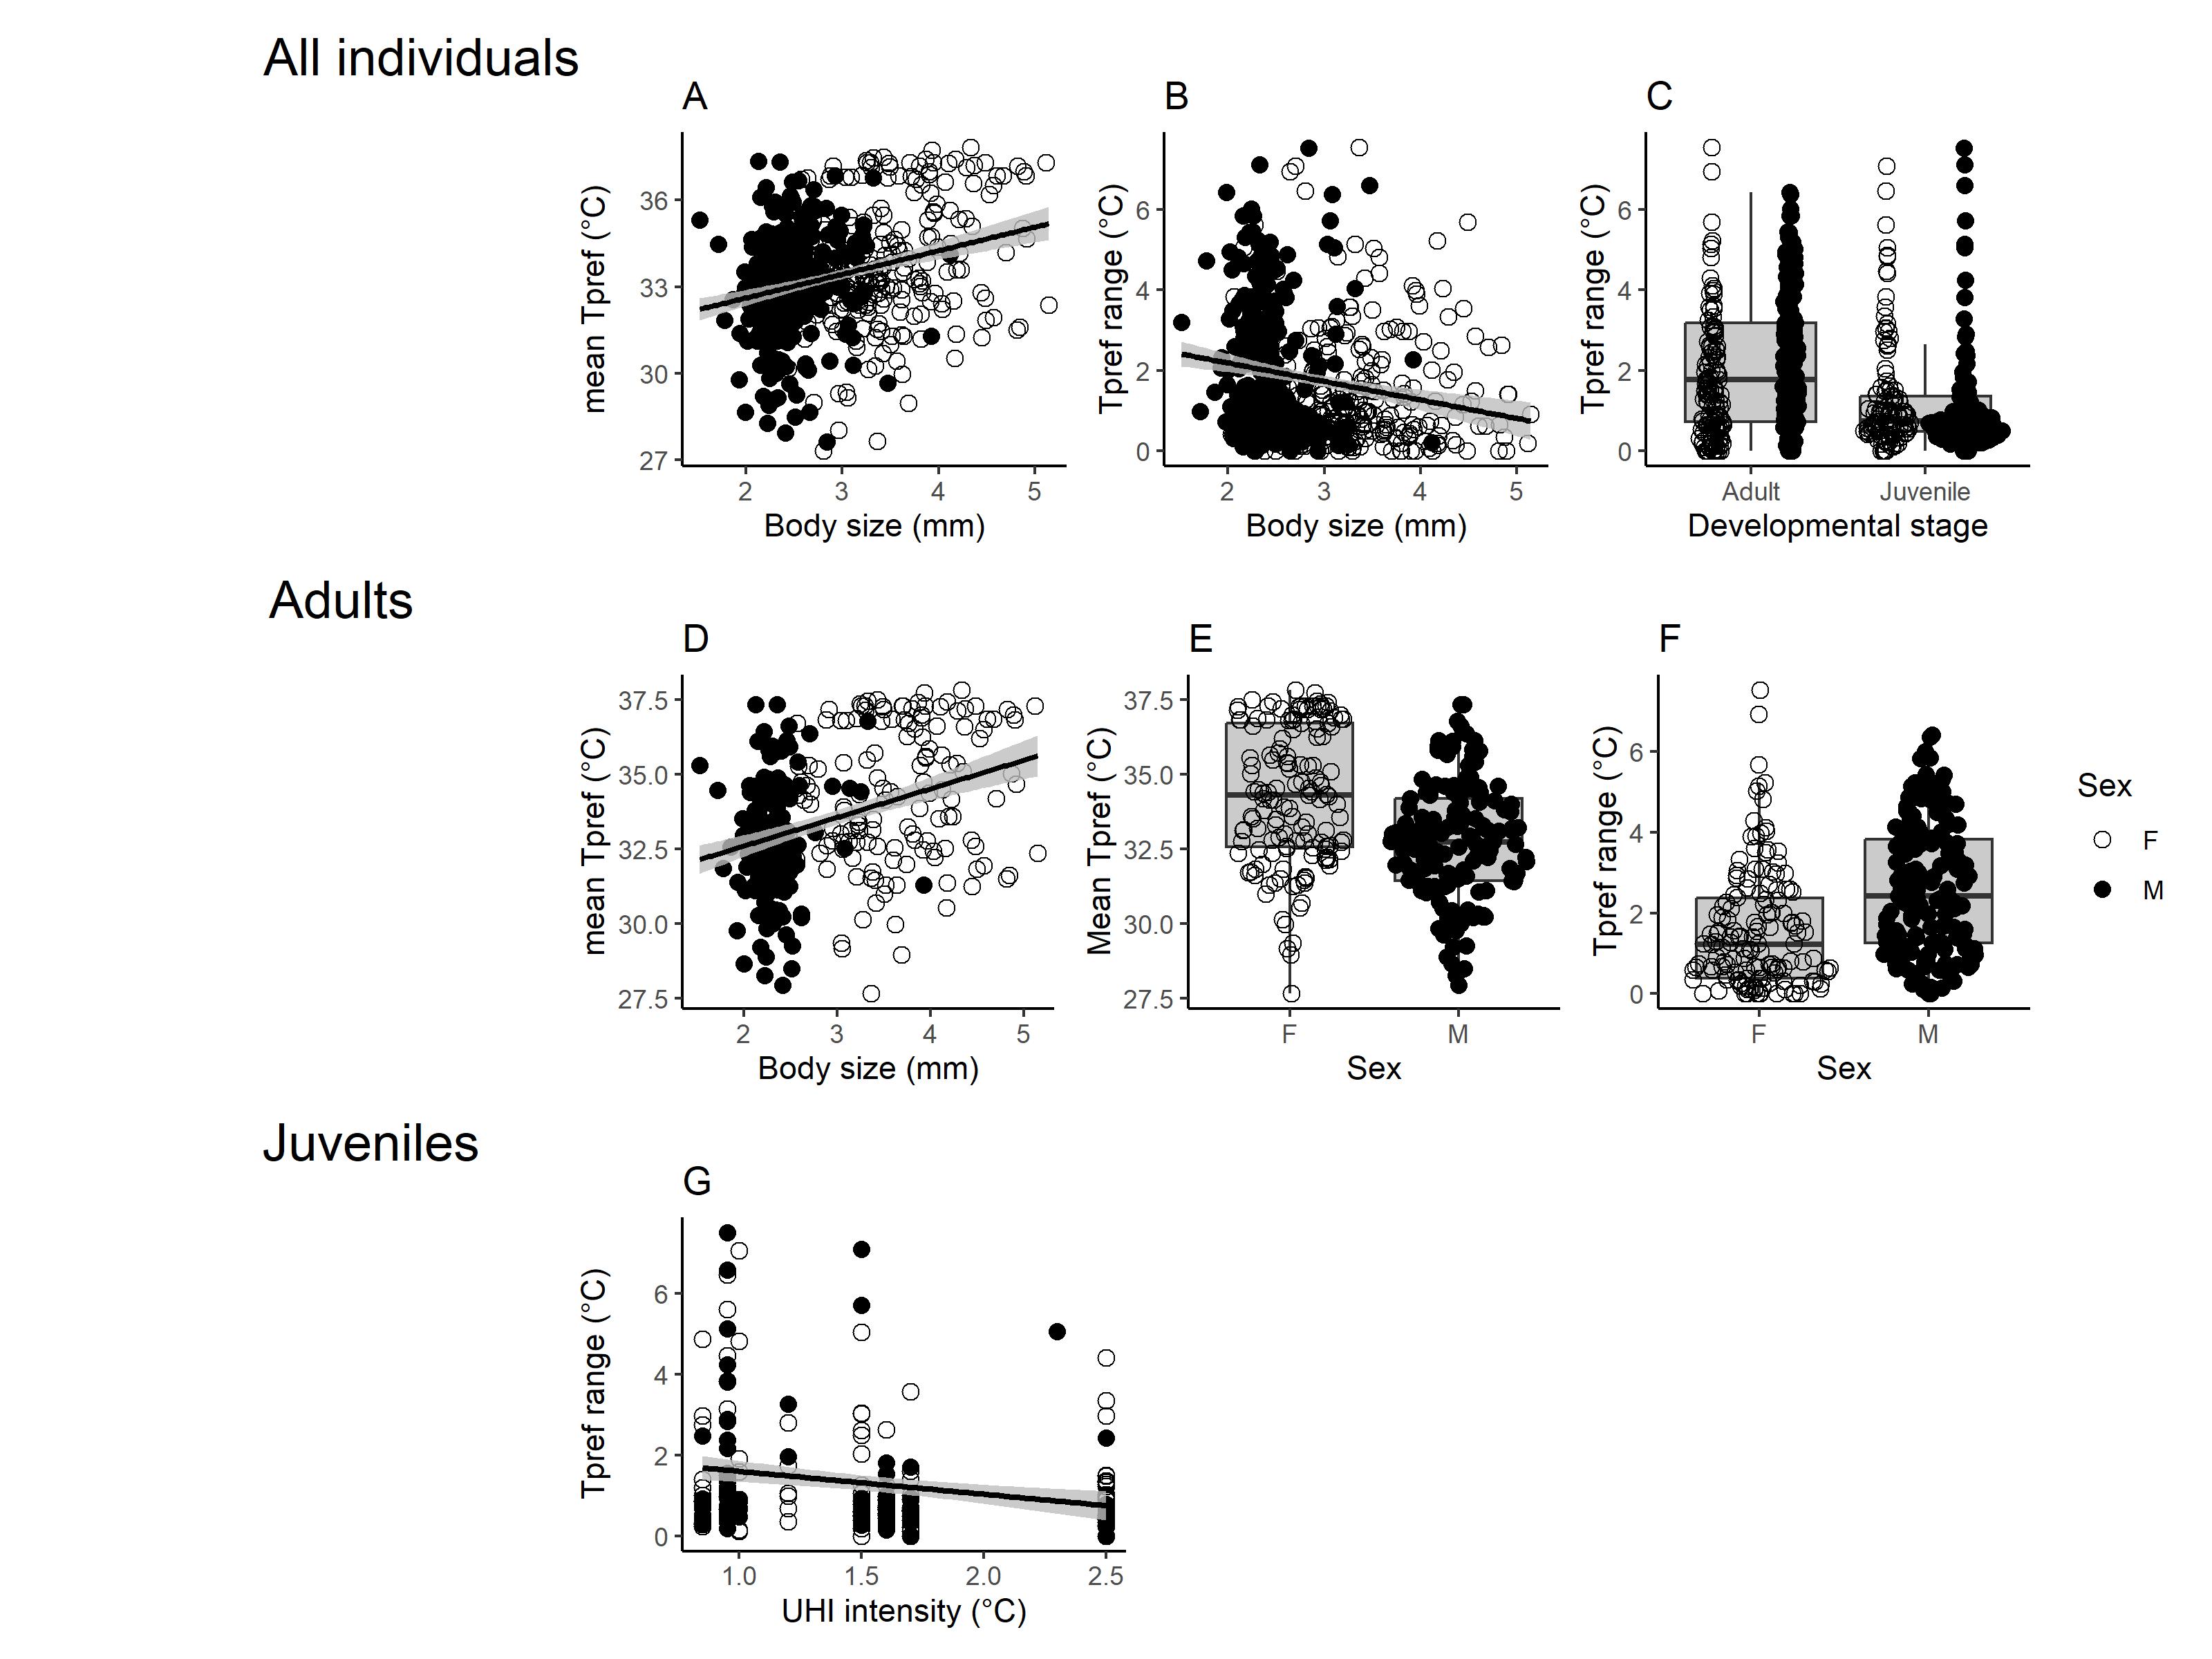 All individuals
A
B
C
mean Tpref (°C)
36
33
30
27
2 3 4 5
Body size (mm)
Tpref range (°C)
6
4
2
0
2 3 4 5
Body size (mm)
Tpref range (°C)
6
4
2
0
Adult Juvenile
Developmental stage
Adults
D
E
F
mean Tpref (°C)
37.5
35.0
32.5
30.0
27.5
2 3 4 5
Body size (mm)
Mean Tpref (°C)
37.5
35.0
32.5
30.0
27.5
F M
Sex
Tpref range (°C)
6
4
2
0
F M
Sex
Sex
F
M
Juveniles
G
Tpref range (°C)
6
4
2
0
1.0 1.5 2.0 2.5
UHI intensity (°C)